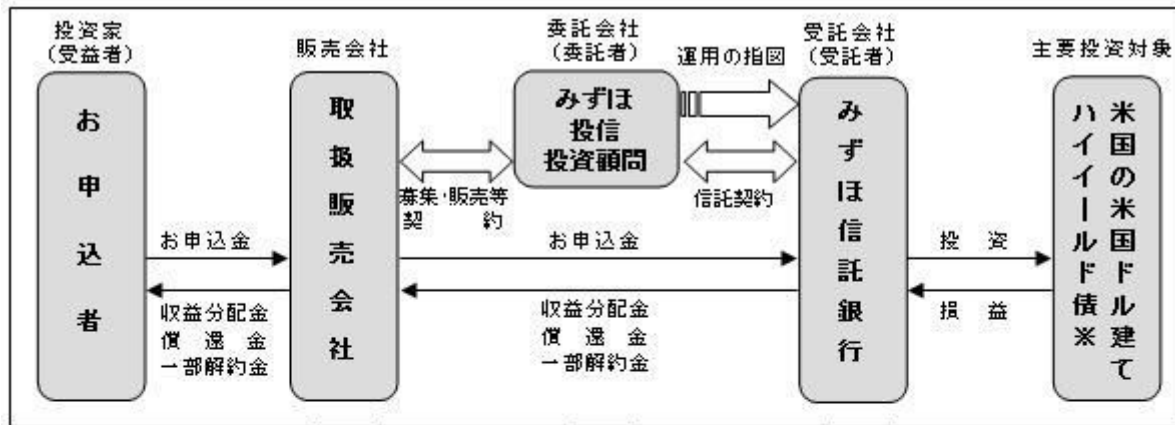 投資家
(受益者)
お申込者
販売会社
取扱販売会社
委託会社
(委託者)
みずほ
投信
投資顧問
運用の指図
受託会社
(受託者)
みずほ信託銀行
主要投資対象
米国の米国ドル建て
ハイイールド債※
募集・販売等
契約
信託契約
お申込金
お申込金
投資
収益分配金
償還金
一部解約金
収益分配金
償還金
一部解約金
損益